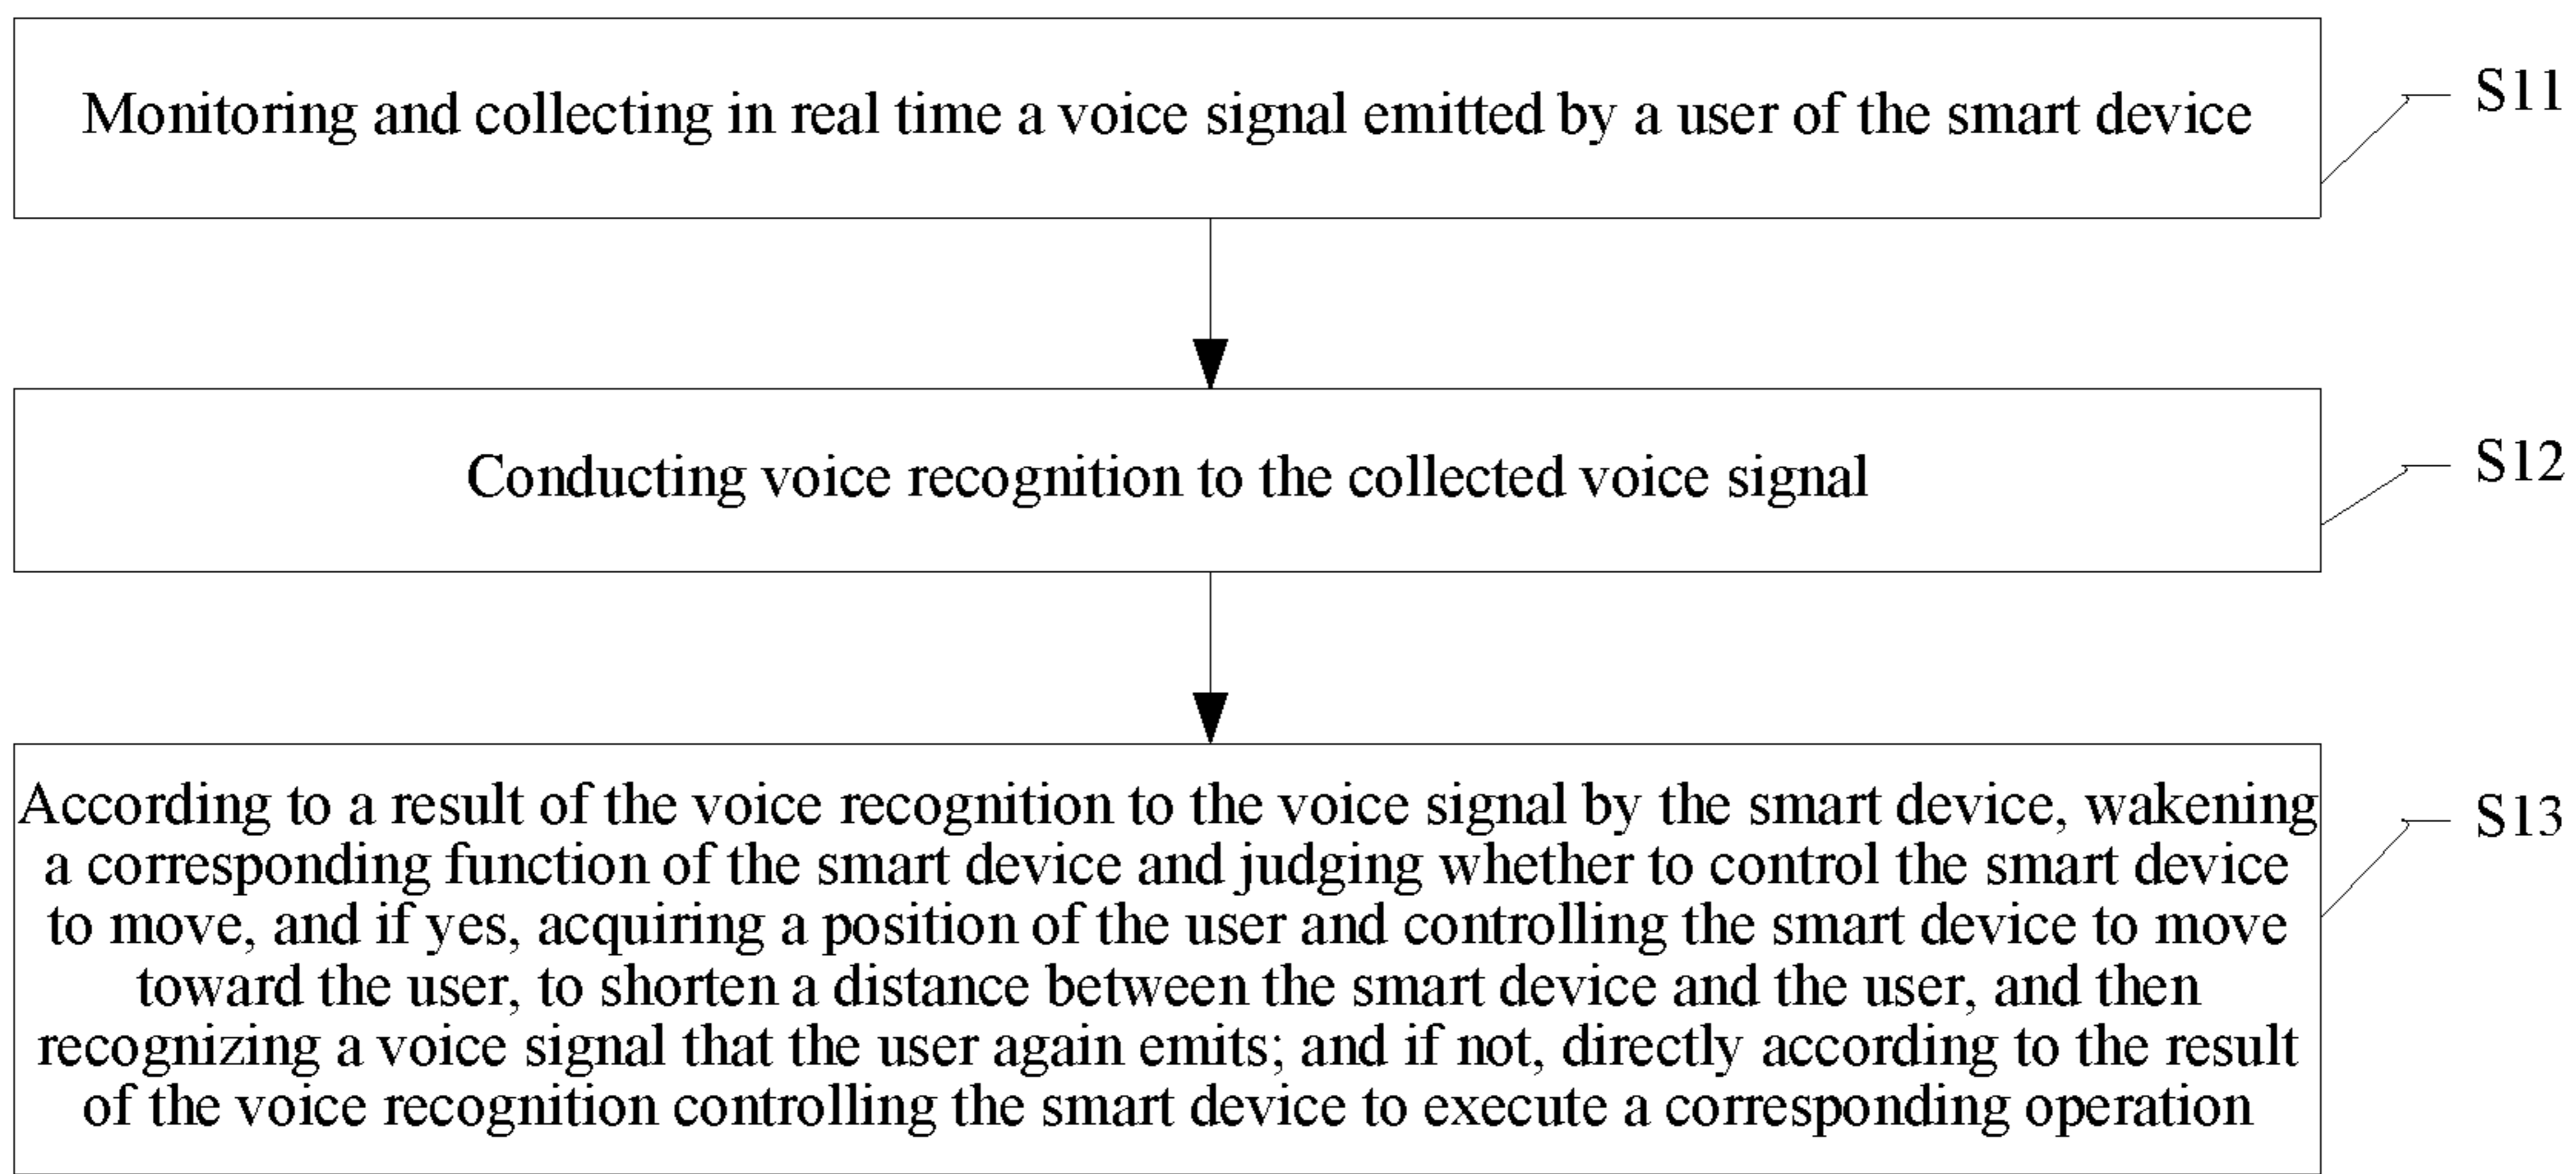 Monitoring and collecting in real time a voice signal emitted by a user of the smart device
S11
Conducting voice recognition to the collected voice signal
S12
According to a result of the voice recognition to the voice signal by the smart device, wakening
a corresponding function of the smart device and judging whether to control the smart device
to move, and if yes, acquiring a position of the user and controlling the smart device to move
toward the user, to shorten a distance between the smart device and the user, and then
recognizing a voice signal that the user again emits; and if not, directly according to the result
of the voice recognition controlling the smart device to execute a corresponding operation
S13